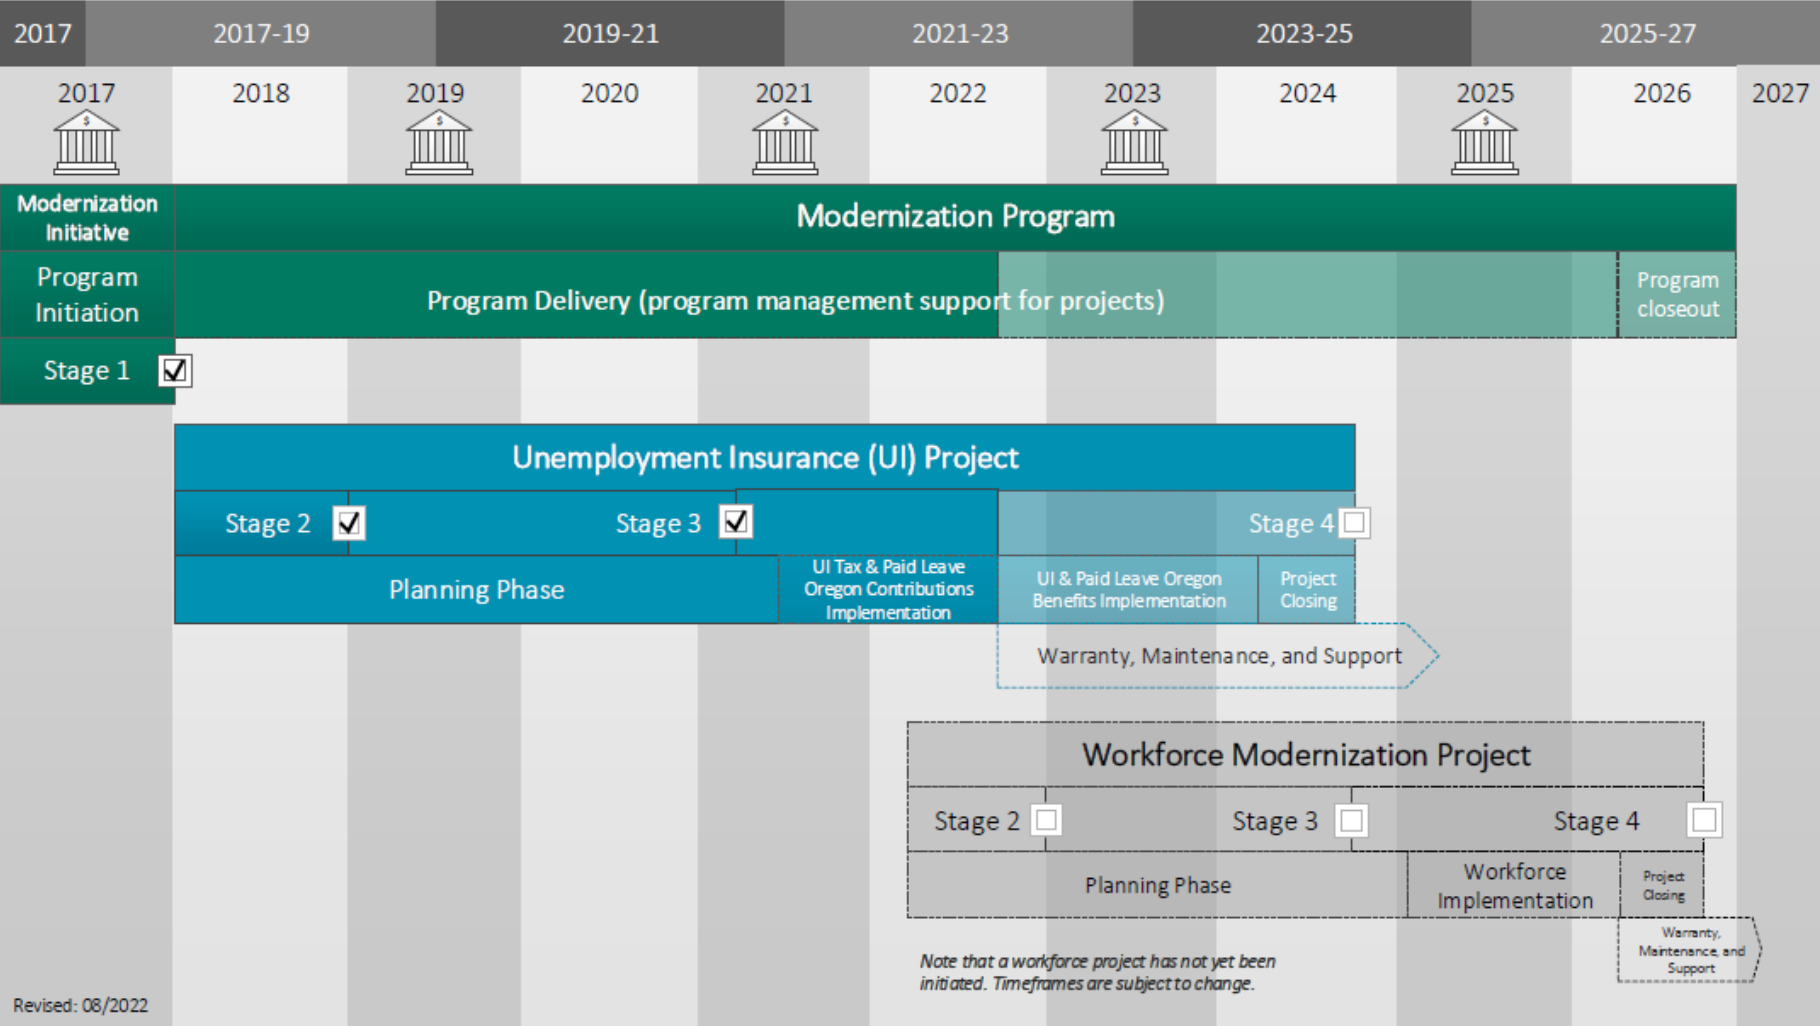 2017 2017-19 2019-21 2021-23 2023-25 2025-27
2017 2018 2019 2020 2021 2022 2023 2024 2025 2026 2027
$ $ $ $ $
Modernization
Initiative
Modernization Program
Program
Initiation
Program Delivery (program management support for projects)
Program
closeout
Stage 1
Unemployment Insurance (UI) Project
Stage 2
Stage 3
Stage 4
Planning Phase
UI Tax & Paid Leave
Oregon Contributions
Implementation
UI & Paid Leave Oregon
Benefits Implementation
Project
Closing
Warranty, Maintenance, and Support
Workforce Modernization Project
Stage 2
Stage 3
Stage 4
Planning Phase
Workforce
Implementation
Project
Closing
Warranty,
Maintenance, and
Support
Note that a workforce project has not yet been
initiated. Timeframes are subject to change.
Revised: 08/2022